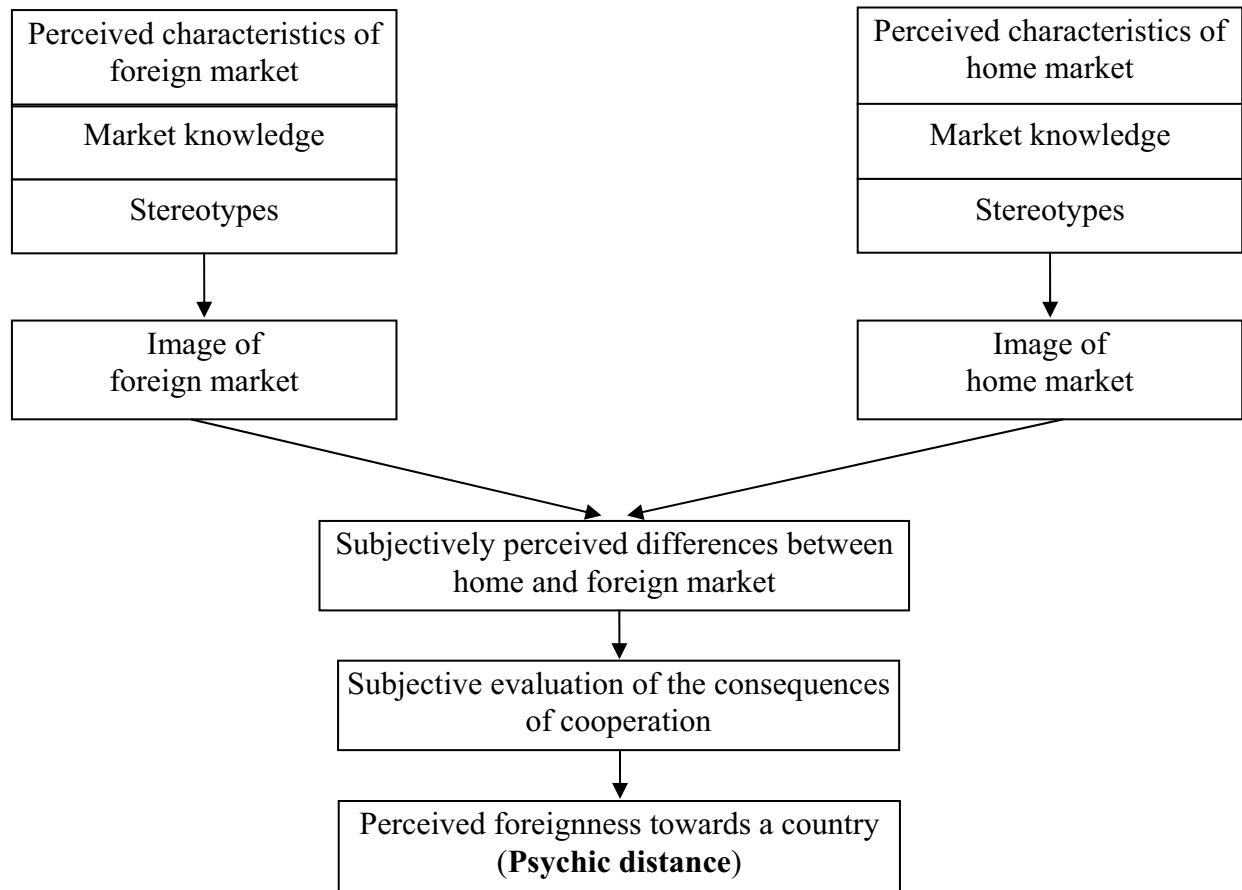 Perceived characteristics of
foreign market
Market knowledge
Stereotypes
Image of
foreign market
Perceived characteristics of
home market
Market knowledge
Stereotypes
Image of
home market
Subjectively perceived differences between
home and foreign market
Subjective evaluation of the consequences
of cooperation
Perceived foreignness towards a country
(Psychic distance)